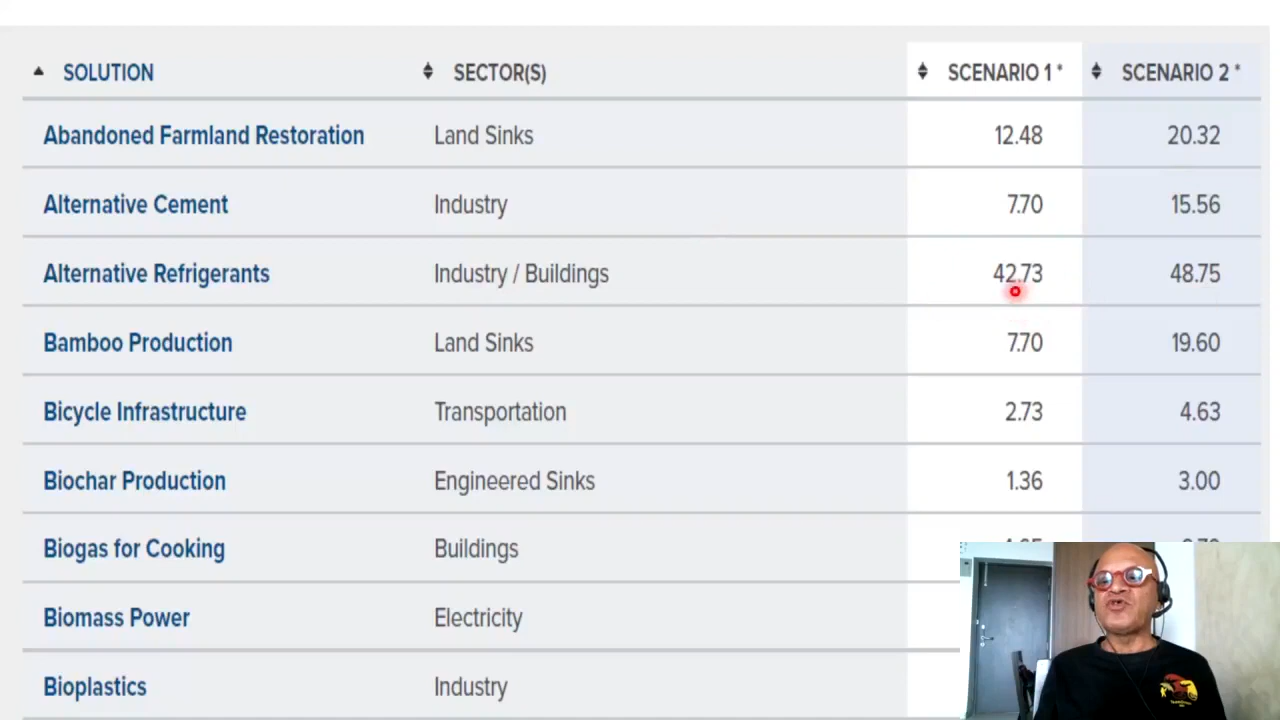 SOLUTION SECTOR(S) SCENARIO 1 * SCENARIO 2 *
Abandoned Farmland Restoration Land Sinks 12.48 20.32
Alternative Cement Industry 7.70 15.56
Alternative Refrigerants Industry / Buildings 42.73 48.75
Bamboo Production Land Sinks 7.70 19.60
Bicycle Infrastructure Transportation 2.73 4.63
Biochar Production Engineered Sinks 1.36 3.00
Biogas for Cooking Buildings
Biomass Power Electricity
Bioplastics Industry